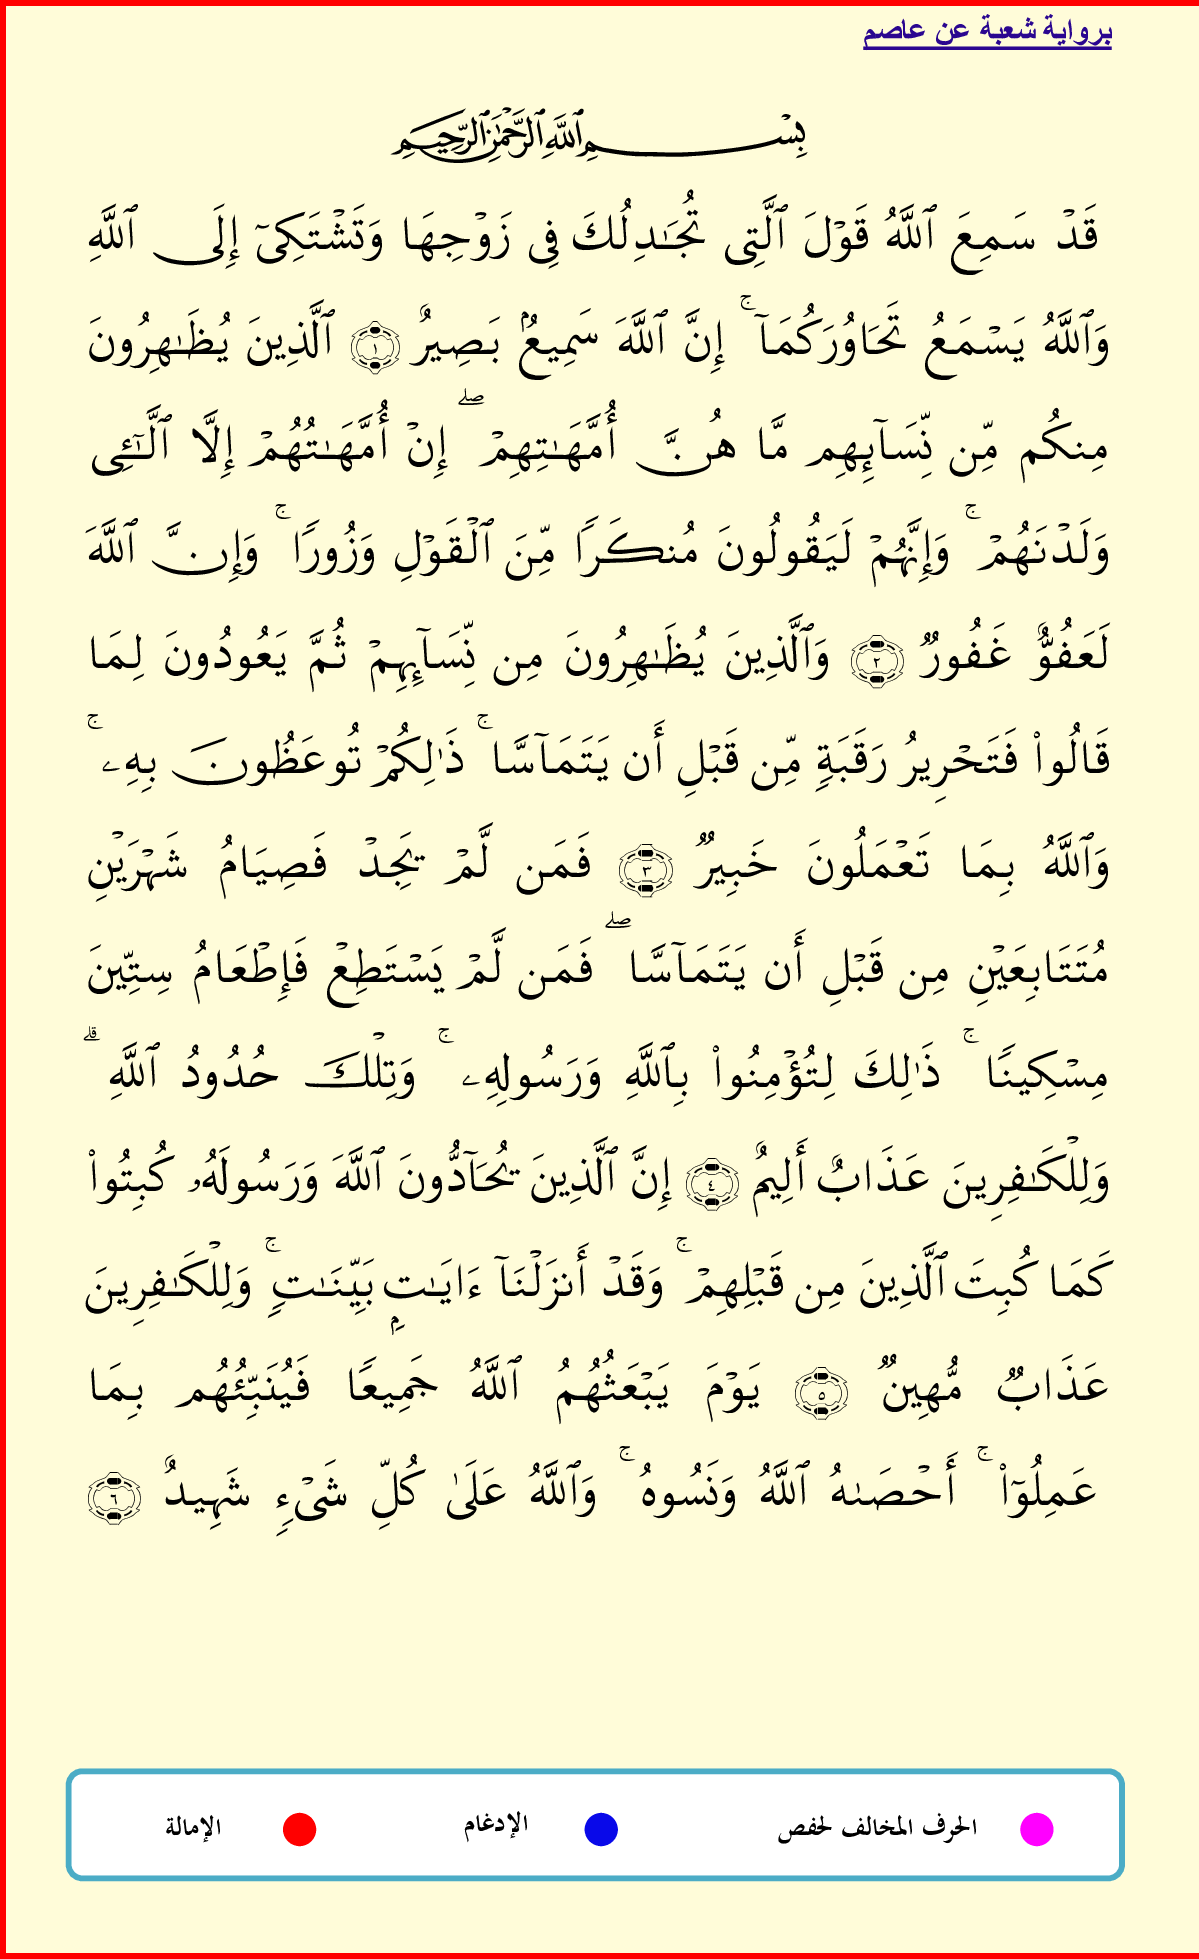 برواية شعبة عن عاصم
بِسْمِ ٱللَّهِ ٱلرَّحْمَٰنِ ٱلرَّحِيمِ
قَدْ سَمِعَ ٱللَّهُ قَوْلَ ٱلَّتِى تُجَٰدِلُكَ فِى زَوْجِهَا وَتَشْتَكِىٓ إِلَى ٱللَّهِ
وَٱللَّهُ يَسْمَعُ تَحَاوُرَكُمَآ ۚ إِنَّ ٱللَّهَ سَمِيعُۢ بَصِيرٌ ١ ٱلَّذِينَ يُظَٰهِرُونَ
مِنكُم مِّن نِّسَآئِهِم مَّا هُنَّ أُمَّهَٰتِهِمْ ۖ إِنْ أُمَّهَٰتُهُمْ إِلَّا ٱلَّٰٓـِٔى
وَلَدْنَهُمْ ۚ وَإِنَّهُمْ لَيَقُولُونَ مُنكَرًا مِّنَ ٱلْقَوْلِ وَزُورًا ۚ وَإِنَّ ٱللَّهَ
لَعَفُوٌّ غَفُورٌ ٢ وَٱلَّذِينَ يُظَٰهِرُونَ مِن نِّسَآئِهِمْ ثُمَّ يَعُودُونَ لِمَا
قَالُوا۟ فَتَحْرِيرُ رَقَبَةٍ مِّن قَبْلِ أَن يَتَمَآسَّا ۚ ذَٰلِكُمْ تُوعَظُونَ بِهِۦ ۚ
وَٱللَّهُ بِمَا تَعْمَلُونَ خَبِيرٌ ٣ فَمَن لَّمْ يَجِدْ فَصِيَامُ شَهْرَيْنِ
مُتَتَابِعَيْنِ مِن قَبْلِ أَن يَتَمَآسَّا ۖ فَمَن لَّمْ يَسْتَطِعْ فَإِطْعَامُ سِتِّينَ
مِسْكِينًا ۚ ذَٰلِكَ لِتُؤْمِنُوا۟ بِٱللَّهِ وَرَسُولِهِۦ ۚ وَتِلْكَ حُدُودُ ٱللَّهِ ۗ
وَلِلْكَٰفِرِينَ عَذَابٌ أَلِيمٌ ٤ إِنَّ ٱلَّذِينَ يُحَآدُّونَ ٱللَّهَ وَرَسُولَهُۥ كُبِتُوا۟
كَمَا كُبِتَ ٱلَّذِينَ مِن قَبْلِهِمْ ۚ وَقَدْ أَنزَلْنَآ ءَايَٰتٍۭ بَيِّنَٰتٍ ۚ وَلِلْكَٰفِرِينَ
عَذَابٌ مُّهِينٌ ٥ يَوْمَ يَبْعَثُهُمُ ٱللَّهُ جَمِيعًا فَيُنَبِّئُهُم بِمَا
عَمِلُوٓا۟ ۚ أَحْصَىٰهُ ٱللَّهُ وَنَسُوهُ ۚ وَٱللَّهُ عَلَىٰ كُلِّ شَىْءٍ شَهِيدٌ ٦
الحرف المخالف لحفص الإدغام الإمالة